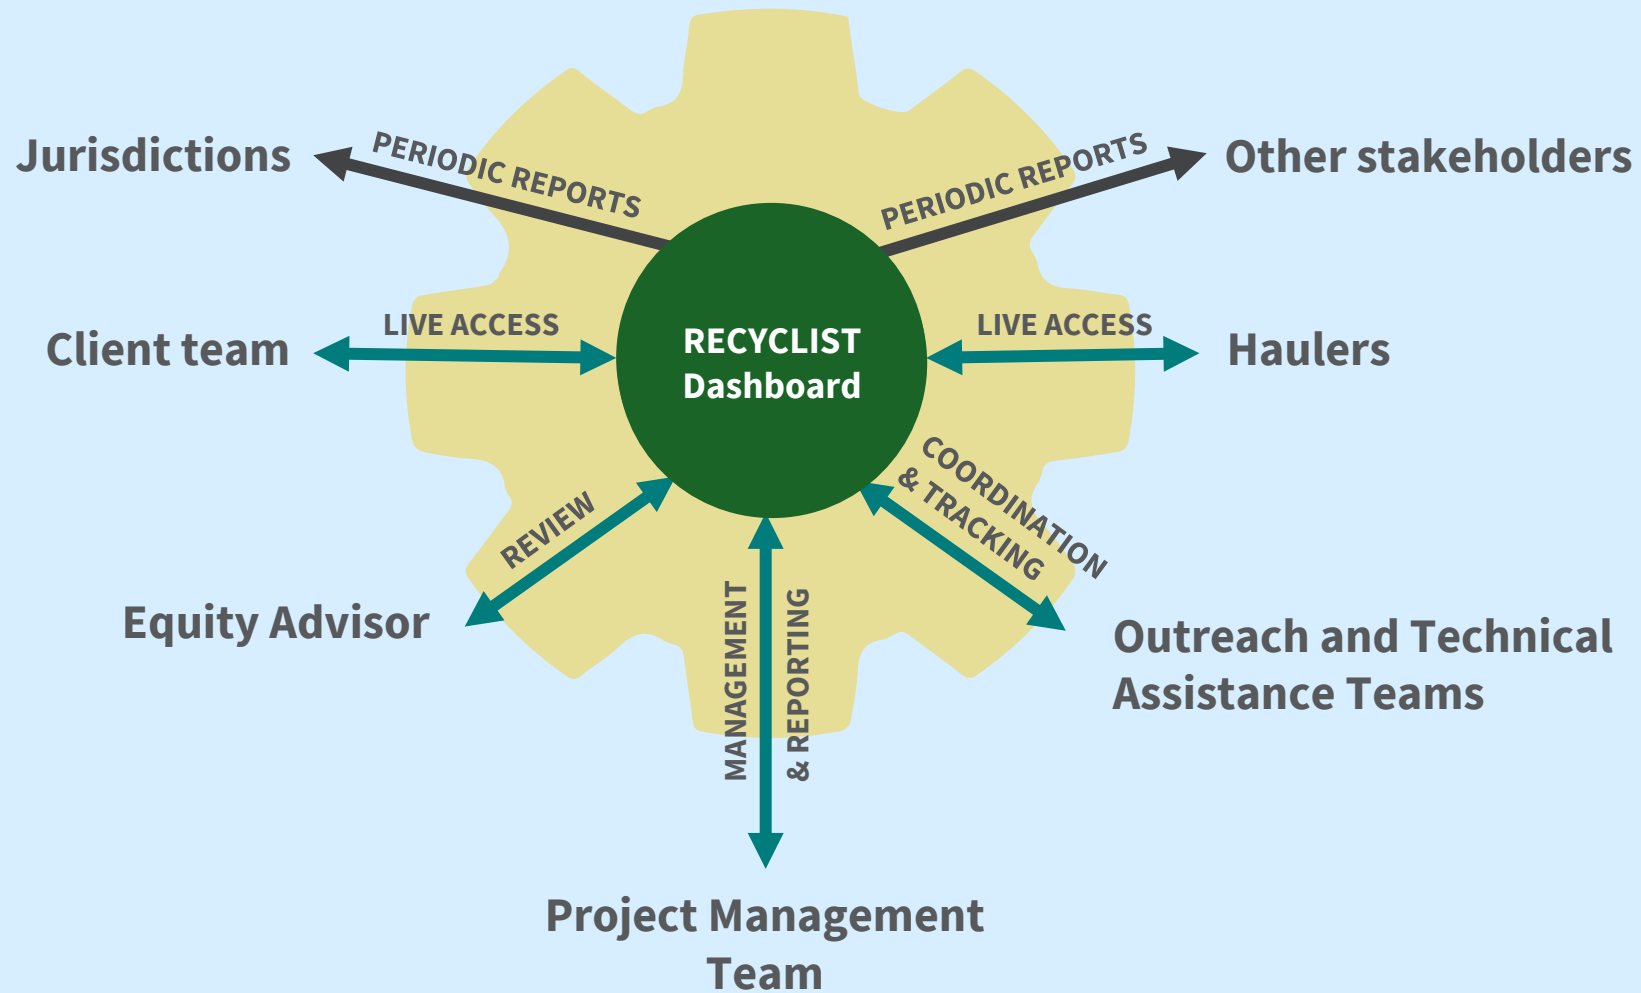 Jurisdictions
PERIODIC REPORTS
PERIODIC REPORTS
Other stakeholders
Client team
LIVE ACCESS
RECYCLIST
Dashboard
LIVE ACCESS
Haulers
REVIEW
Equity Advisor
COORDINATION
& TRACKING
Outreach and Technical
Assistance Teams
MANAGEMENT
& REPORTING
Project Management
Team